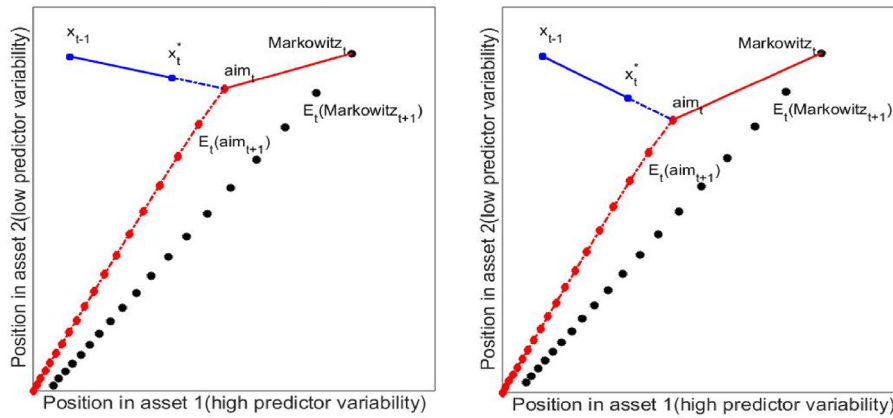 Position in asset 2(low predictor variability)
x_{t-1}
x_t^*
aim_t
Markowitz_t
E_t(Markowitz_{t+1})
E_t(aim_{t+1})
Position in asset 1(high predictor variability)
Position in asset 2(low predictor variability)
x_{t-1}
x_t^*
aim_t
Markowitz_t
E_t(Markowitz_{t+1})
E_t(aim_{t+1})
Position in asset 1(high predictor variability)